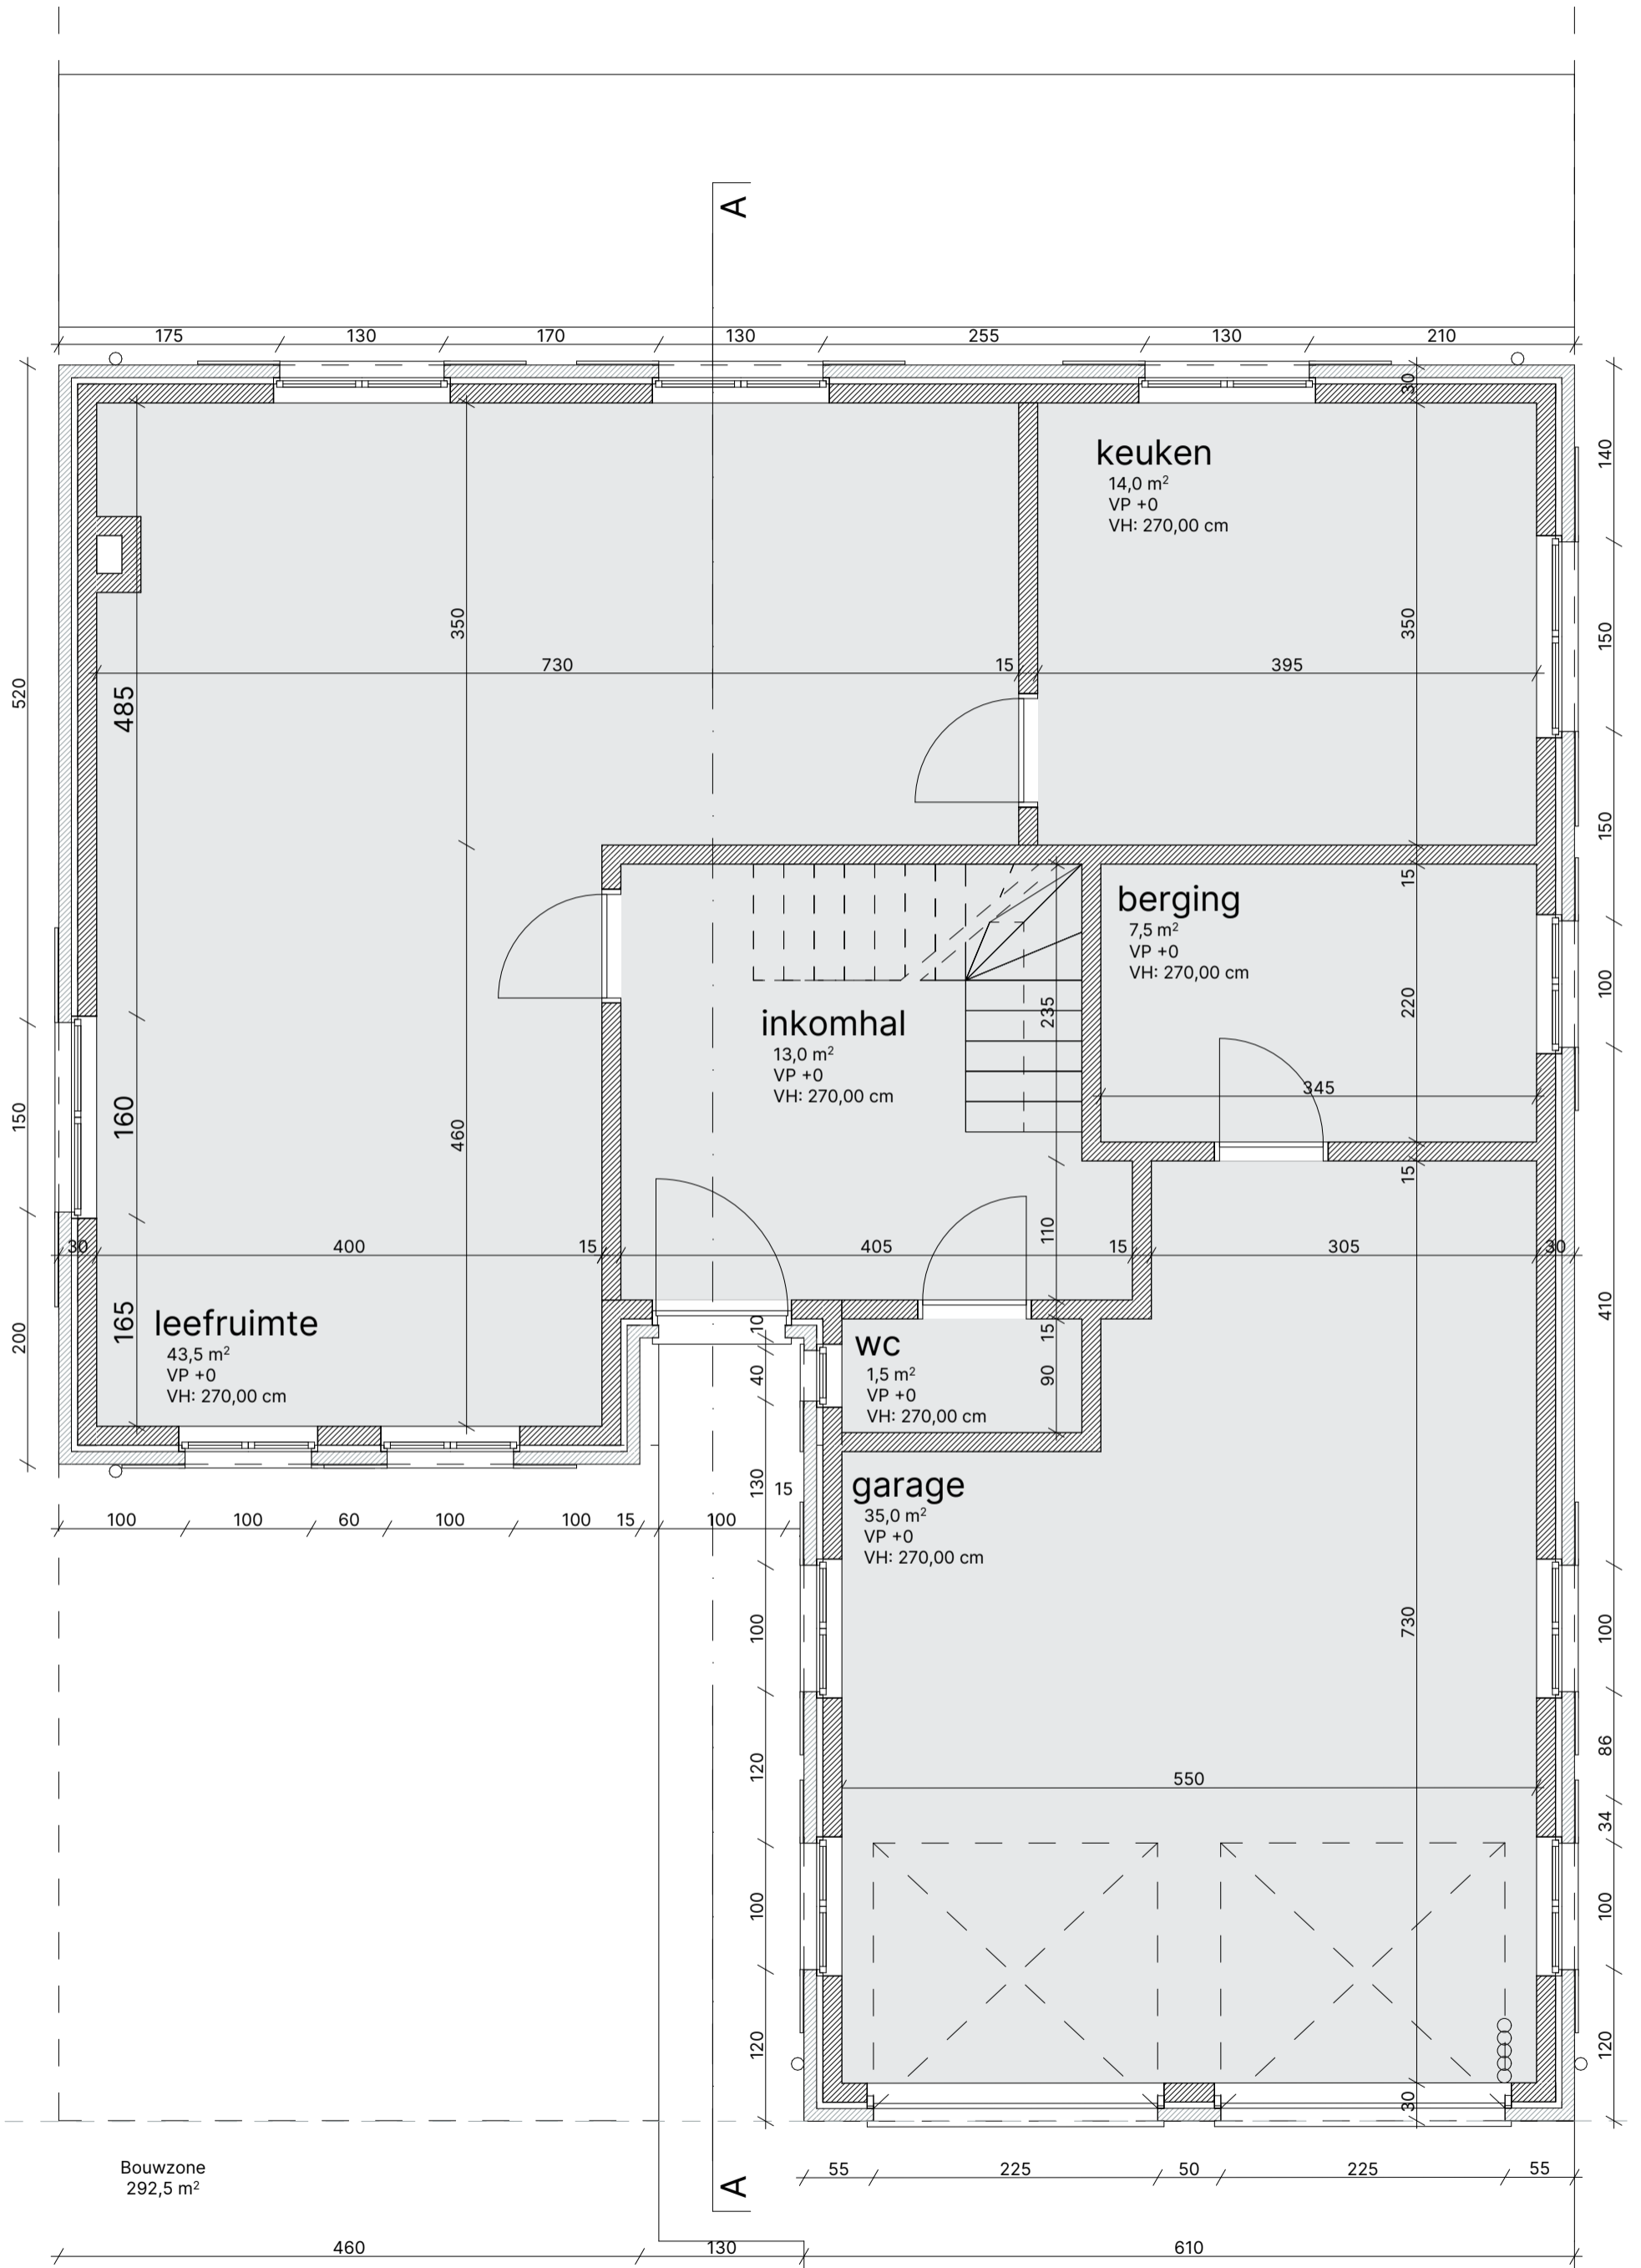 A
175
130
170
130
255
130
210
30
keuken
14,0 m²
VP +0
VH: 270,00 cm
140
350
350
150
730
15
395
520
485
150
15
berging
7,5 m²
VP +0
VH: 270,00 cm
100
220
235
inkomhal
13,0 m²
VP +0
VH: 270,00 cm
345
150
160
460
15
110
30
400
15
405
15
305
30
410
leefruimte
43,5 m²
VP +0
VH: 270,00 cm
165
200
10
15
wc
1,5 m²
VP +0
VH: 270,00 cm
40
90
130
15
garage
35,0 m²
VP +0
VH: 270,00 cm
100
100
60
100
100
15
100
100
730
100
120
86
550
34
100
100
120
120
30
Bouwzone
292,5 m²
A
55
225
50
225
55
460
130
610